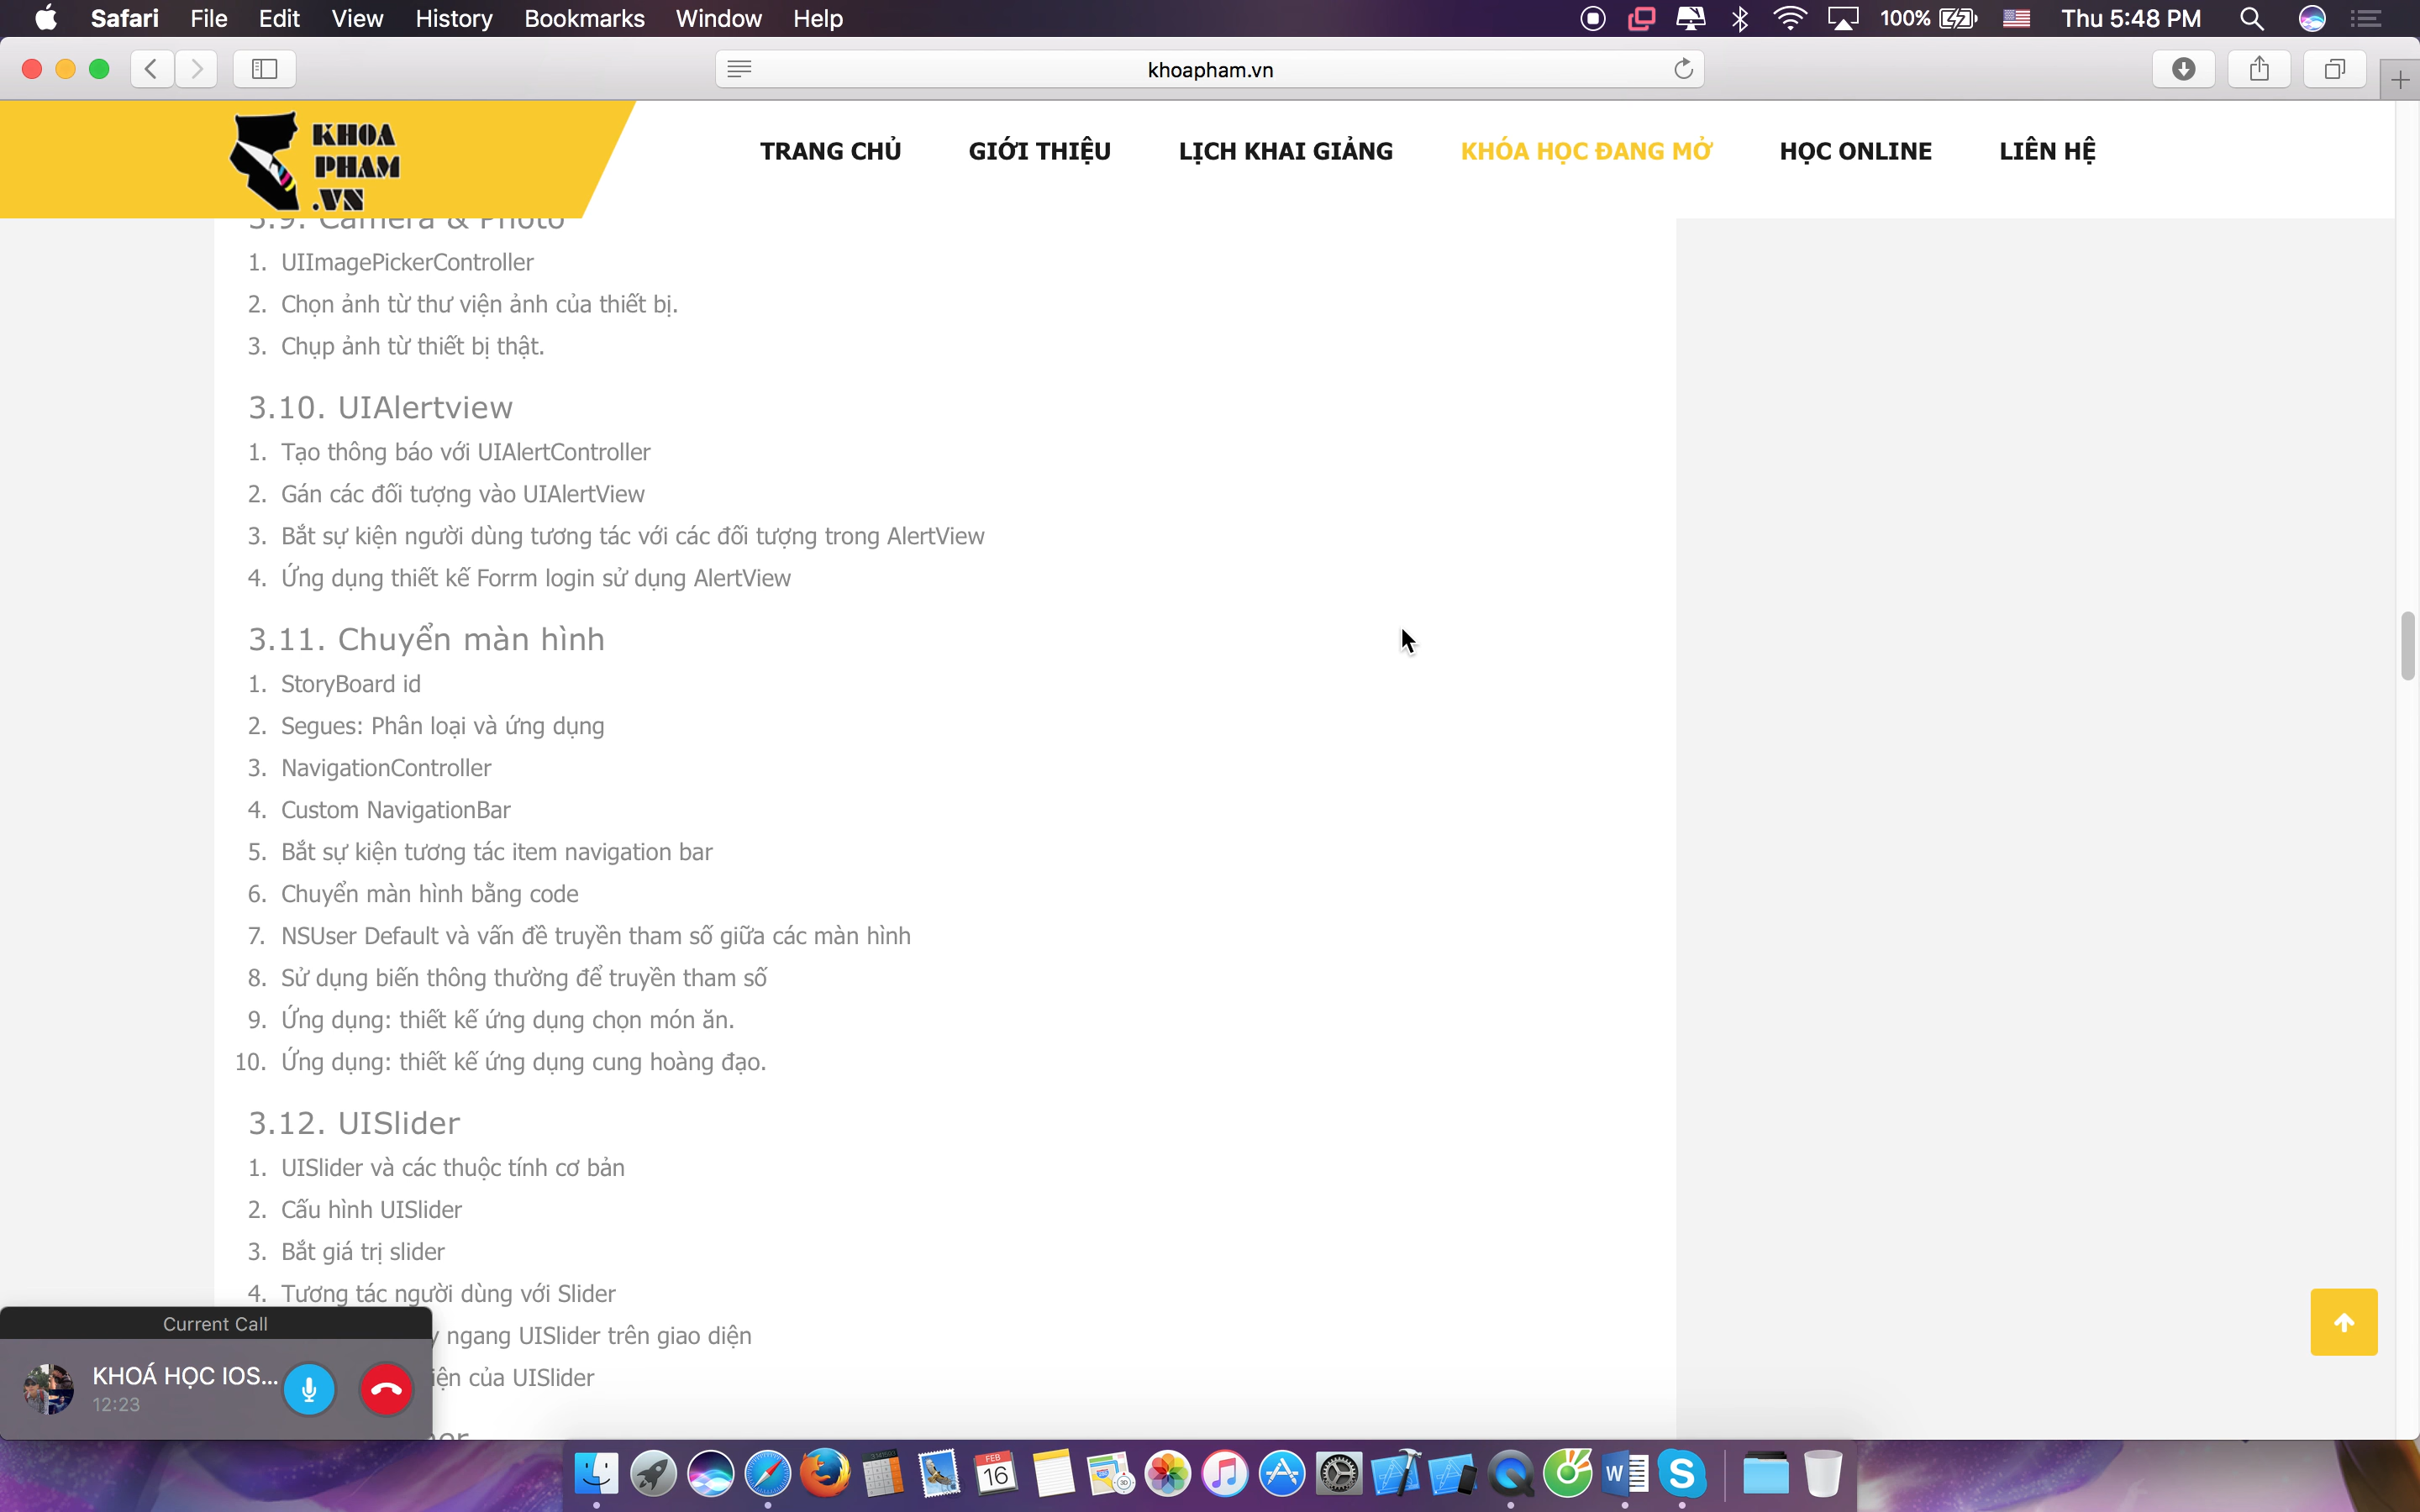 Safari File Edit View History Bookmarks Window Help 100% Thu 5:48 PM
khoapham.vn
KHOA
PHAM
.VN
TRANG CHỦ GIỚI THIỆU LỊCH KHAI GIẢNG KHÓA HỌC ĐANG MỞ HỌC ONLINE LIÊN HỆ
3.9. Camera & Photo
1. UIImagePickerController
2. Chọn ảnh từ thư viện ảnh của thiết bị.
3. Chụp ảnh từ thiết bị thật.
3.10. UIAlertview
1. Tạo thông báo với UIAlertController
2. Gán các đối tượng vào UIAlertView
3. Bắt sự kiện người dùng tương tác với các đối tượng trong AlertView
4. Ứng dụng thiết kế Forrm login sử dụng AlertView
3.11. Chuyển màn hình
1. StoryBoard id
2. Segues: Phân loại và ứng dụng
3. NavigationController
4. Custom NavigationBar
5. Bắt sự kiện tương tác item navigation bar
6. Chuyển màn hình bằng code
7. NSUser Default và vấn đề truyền tham số giữa các màn hình
8. Sử dụng biến thông thường để truyền tham số
9. Ứng dụng: thiết kế ứng dụng chọn món ăn.
10. Ứng dụng: thiết kế ứng dụng cung hoàng đạo.
3.12. UISlider
1. UISlider và các thuộc tính cơ bản
2. Cấu hình UISlider
3. Bắt giá trị slider
4. Tương tác người dùng với Slider
ngang UISlider trên giao diện
của UISlider
Current Call
KHOÁ HỌC IOS...
12:23
FEB
16